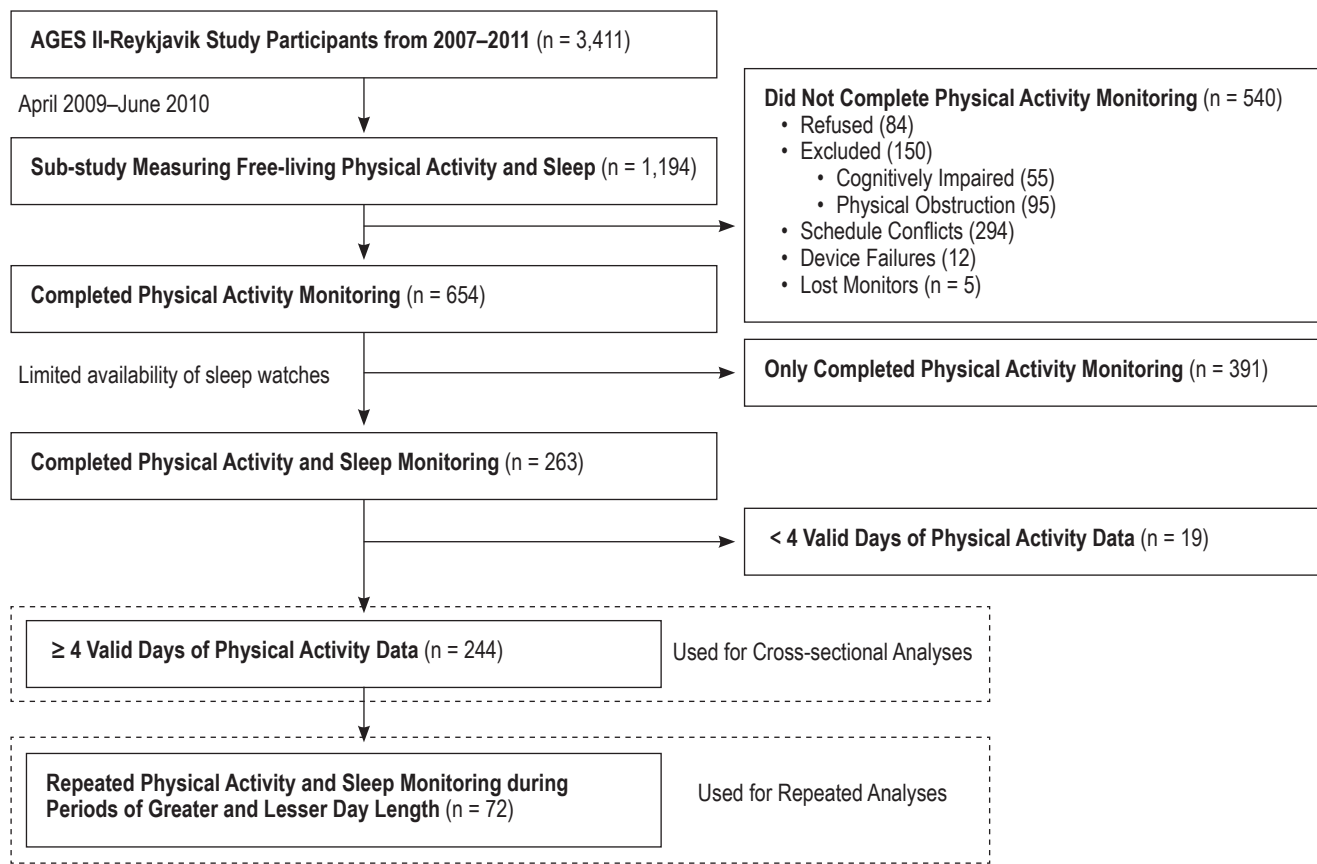 AGES II-Reykjavik Study Participants from 2007–2011 (n = 3,411)
April 2009–June 2010
Sub-study Measuring Free-living Physical Activity and Sleep (n = 1,194)
Did Not Complete Physical Activity Monitoring (n = 540)
• Refused (84)
• Excluded (150)
• Cognitively Impaired (55)
• Physical Obstruction (95)
• Schedule Conflicts (294)
• Device Failures (12)
• Lost Monitors (n = 5)
Completed Physical Activity Monitoring (n = 654)
Limited availability of sleep watches
Only Completed Physical Activity Monitoring (n = 391)
Completed Physical Activity and Sleep Monitoring (n = 263)
< 4 Valid Days of Physical Activity Data (n = 19)
≥ 4 Valid Days of Physical Activity Data (n = 244)
Used for Cross-sectional Analyses
Repeated Physical Activity and Sleep Monitoring during
Periods of Greater and Lesser Day Length (n = 72)
Used for Repeated Analyses